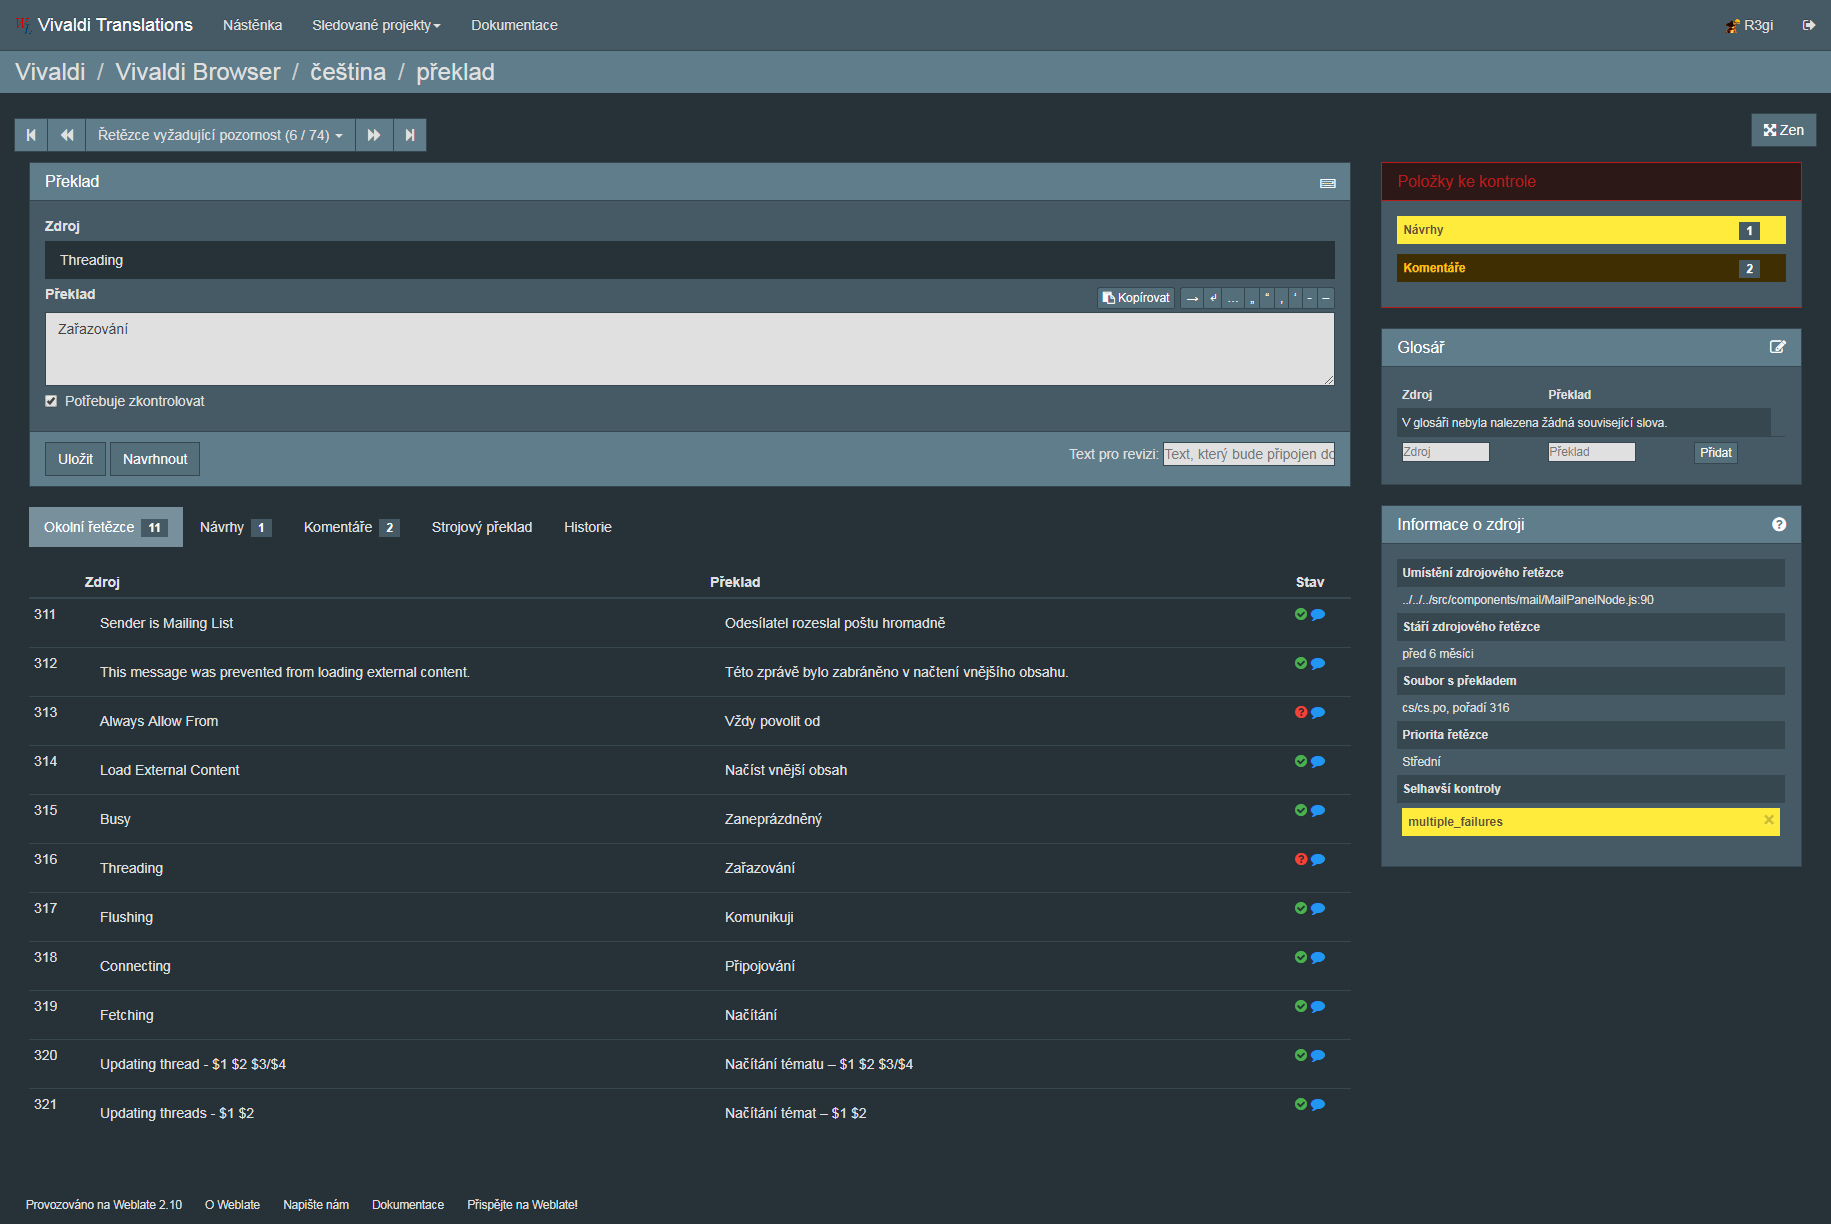 Vivaldi Translations Nástěnka Sledované projekty Dokumentace R3gi
Vivaldi / Vivaldi Browser / čeština / překlad
Řetězce vyžadující pozornost (6 / 74) Zen
Překlad
Zdroj
Threading
Překlad Kopírovat → ↵ … „ “ ‚ ‘ - –
Zařazování
Potřebuje zkontrolovat
Uložit Navrhnout Text pro revizi: Text, který bude připojen do
Okolní řetězce 11 Návrhy 1 Komentáře 2 Strojový překlad Historie
Zdroj Překlad Stav
311 Sender is Mailing List Odesílatel rozeslal poštu hromadně
312 This message was prevented from loading external content. Této zprávě bylo zabráněno v načtení vnějšího obsahu.
313 Always Allow From Vždy povolit od
314 Load External Content Načíst vnější obsah
315 Busy Zaneprázdněný
316 Threading Zařazování
317 Flushing Komunikuji
318 Connecting Připojování
319 Fetching Načítání
320 Updating thread - $1 $2 $3/$4 Načítání tématu – $1 $2 $3/$4
321 Updating threads - $1 $2 Načítání témat – $1 $2
Položky ke kontrole
Návrhy 1
Komentáře 2
Glosář
Zdroj Překlad
V glosáři nebyla nalezena žádná související slova.
Zdroj Překlad Přidat
Informace o zdroji
Umístění zdrojového řetězce
../../../src/components/mail/MailPanelNode.js:90
Stáří zdrojového řetězce
před 6 měsíci
Soubor s překladem
cs/cs.po, pořadí 316
Priorita řetězce
Střední
Selhavší kontroly
multiple_failures
Provozováno na Weblate 2.10 O Weblate Napište nám Dokumentace Přispějte na Weblate!